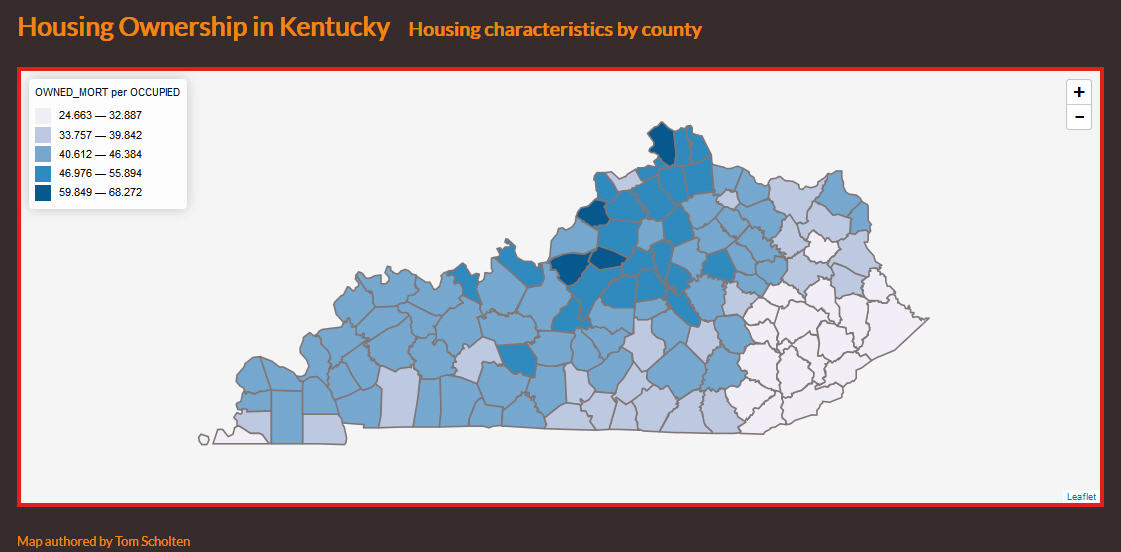 Housing Ownership in Kentucky Housing characteristics by county
OWNED_MORT per OCCUPIED
24.663 — 32.887
33.757 — 39.842
40.612 — 46.384
46.976 — 55.894
59.849 — 68.272
+
−
Leaflet
Map authored by Tom Scholten